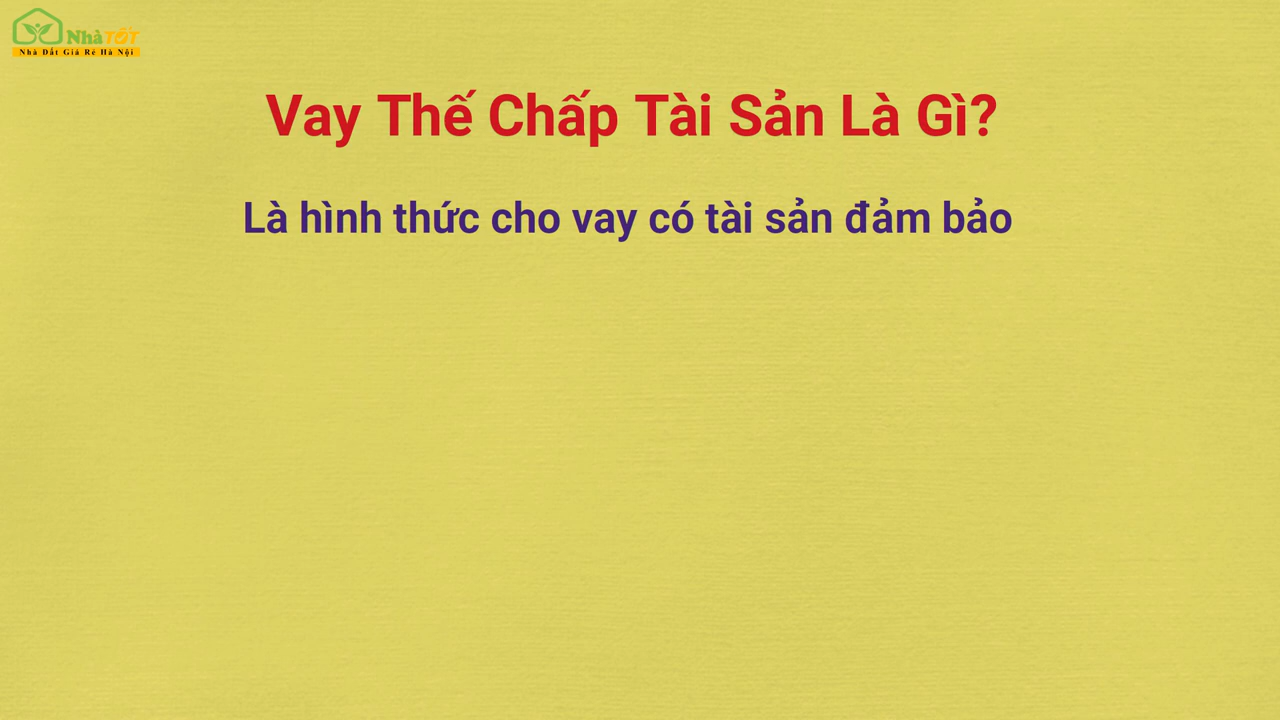 NhàTỐT
Nhà Đất Giá Rẻ Hà Nội
Vay Thế Chấp Tài Sản Là Gì?
Là hình thức cho vay có tài sản đảm bảo